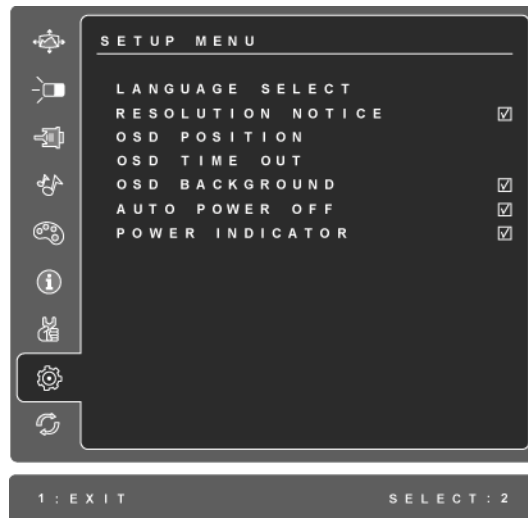 SETUP MENU
LANGUAGE SELECT
RESOLUTION NOTICE ☑
OSD POSITION
OSD TIME OUT
OSD BACKGROUND ☑
AUTO POWER OFF ☑
POWER INDICATOR ☑
1:EXIT SELECT:2